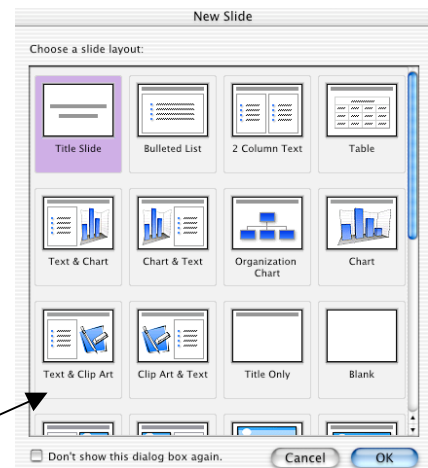 New Slide
Choose a slide layout:
Title Slide
Bulleted List
2 Column Text
Table
Text & Chart
Chart & Text
Organization
Chart
Chart
Text & Clip Art
Clip Art & Text
Title Only
Blank
Don't show this dialog box again.
Cancel
OK